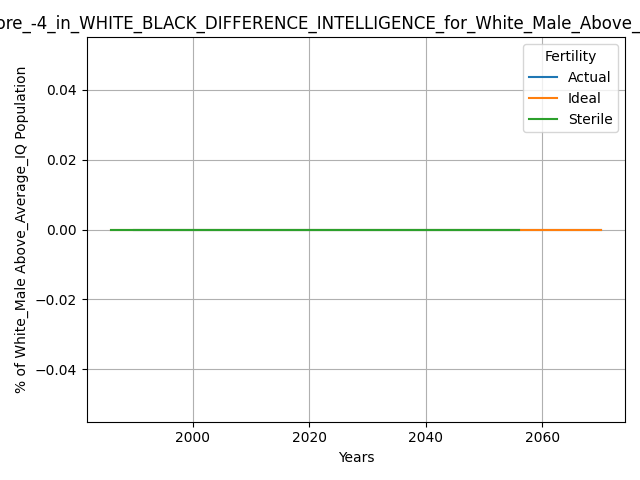 ore_-4_in_WHITE_BLACK_DIFFERENCE_INTELLIGENCE_for_White_Male_Above_
Fertility
Actual
Ideal
Sterile
% of White_Male Above_Average_IQ Population
0.04
0.02
0.00
−0.02
−0.04
2000 2020 2040 2060
Years